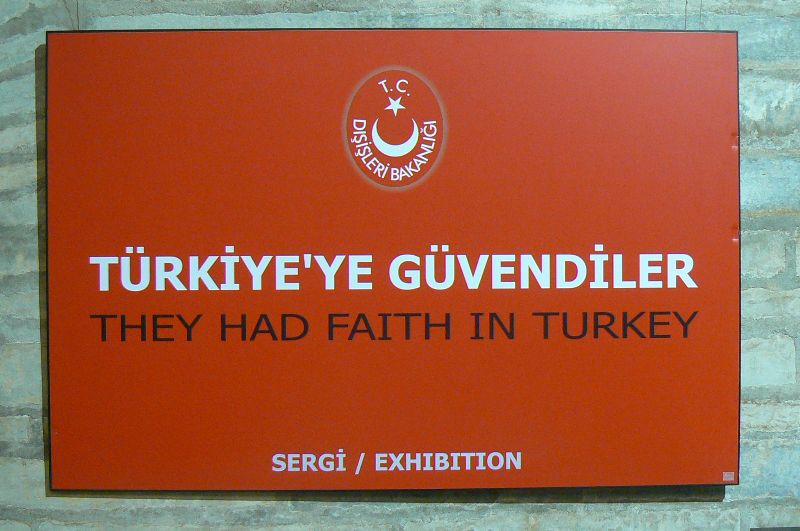 T.C.
DIŞİŞLERİ BAKANLIĞI
TÜRKİYE'YE GÜVENDİLER
THEY HAD FAITH IN TURKEY
SERGİ / EXHIBITION